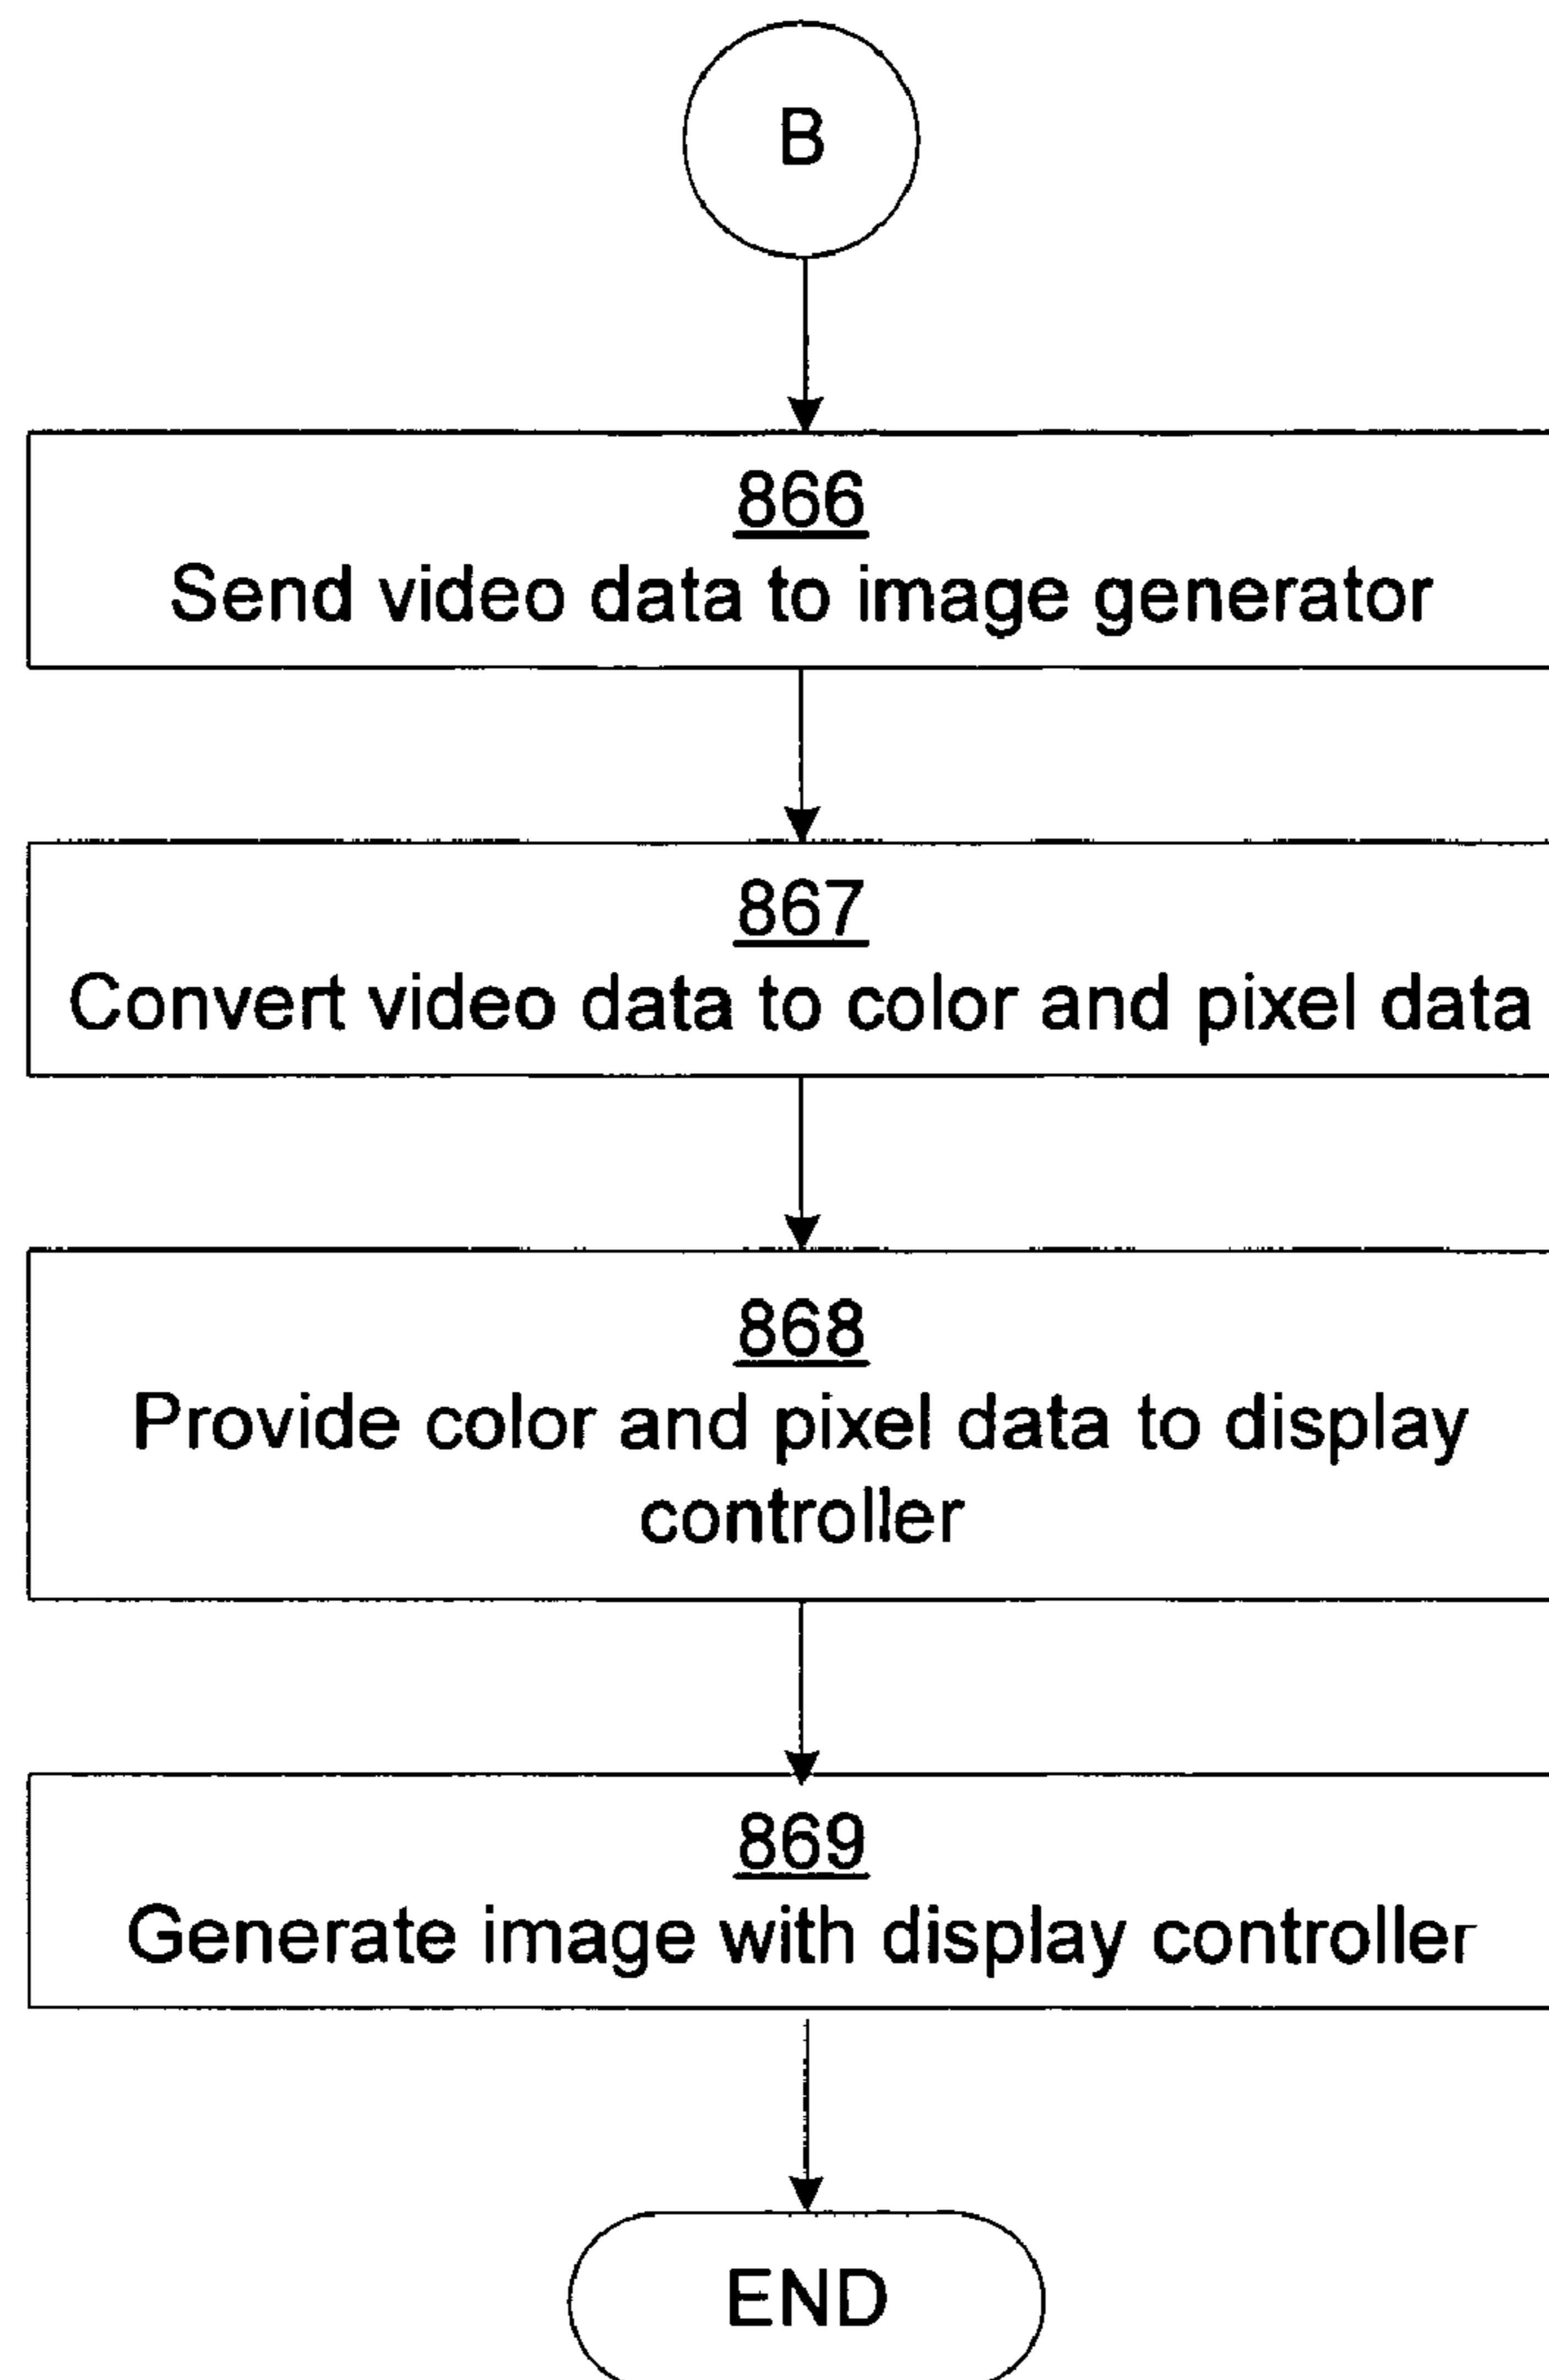 B
866
Send video data to image generator
867
Convert video data to color and pixel data
868
Provide color and pixel data to display
controller
869
Generate image with display controller
END